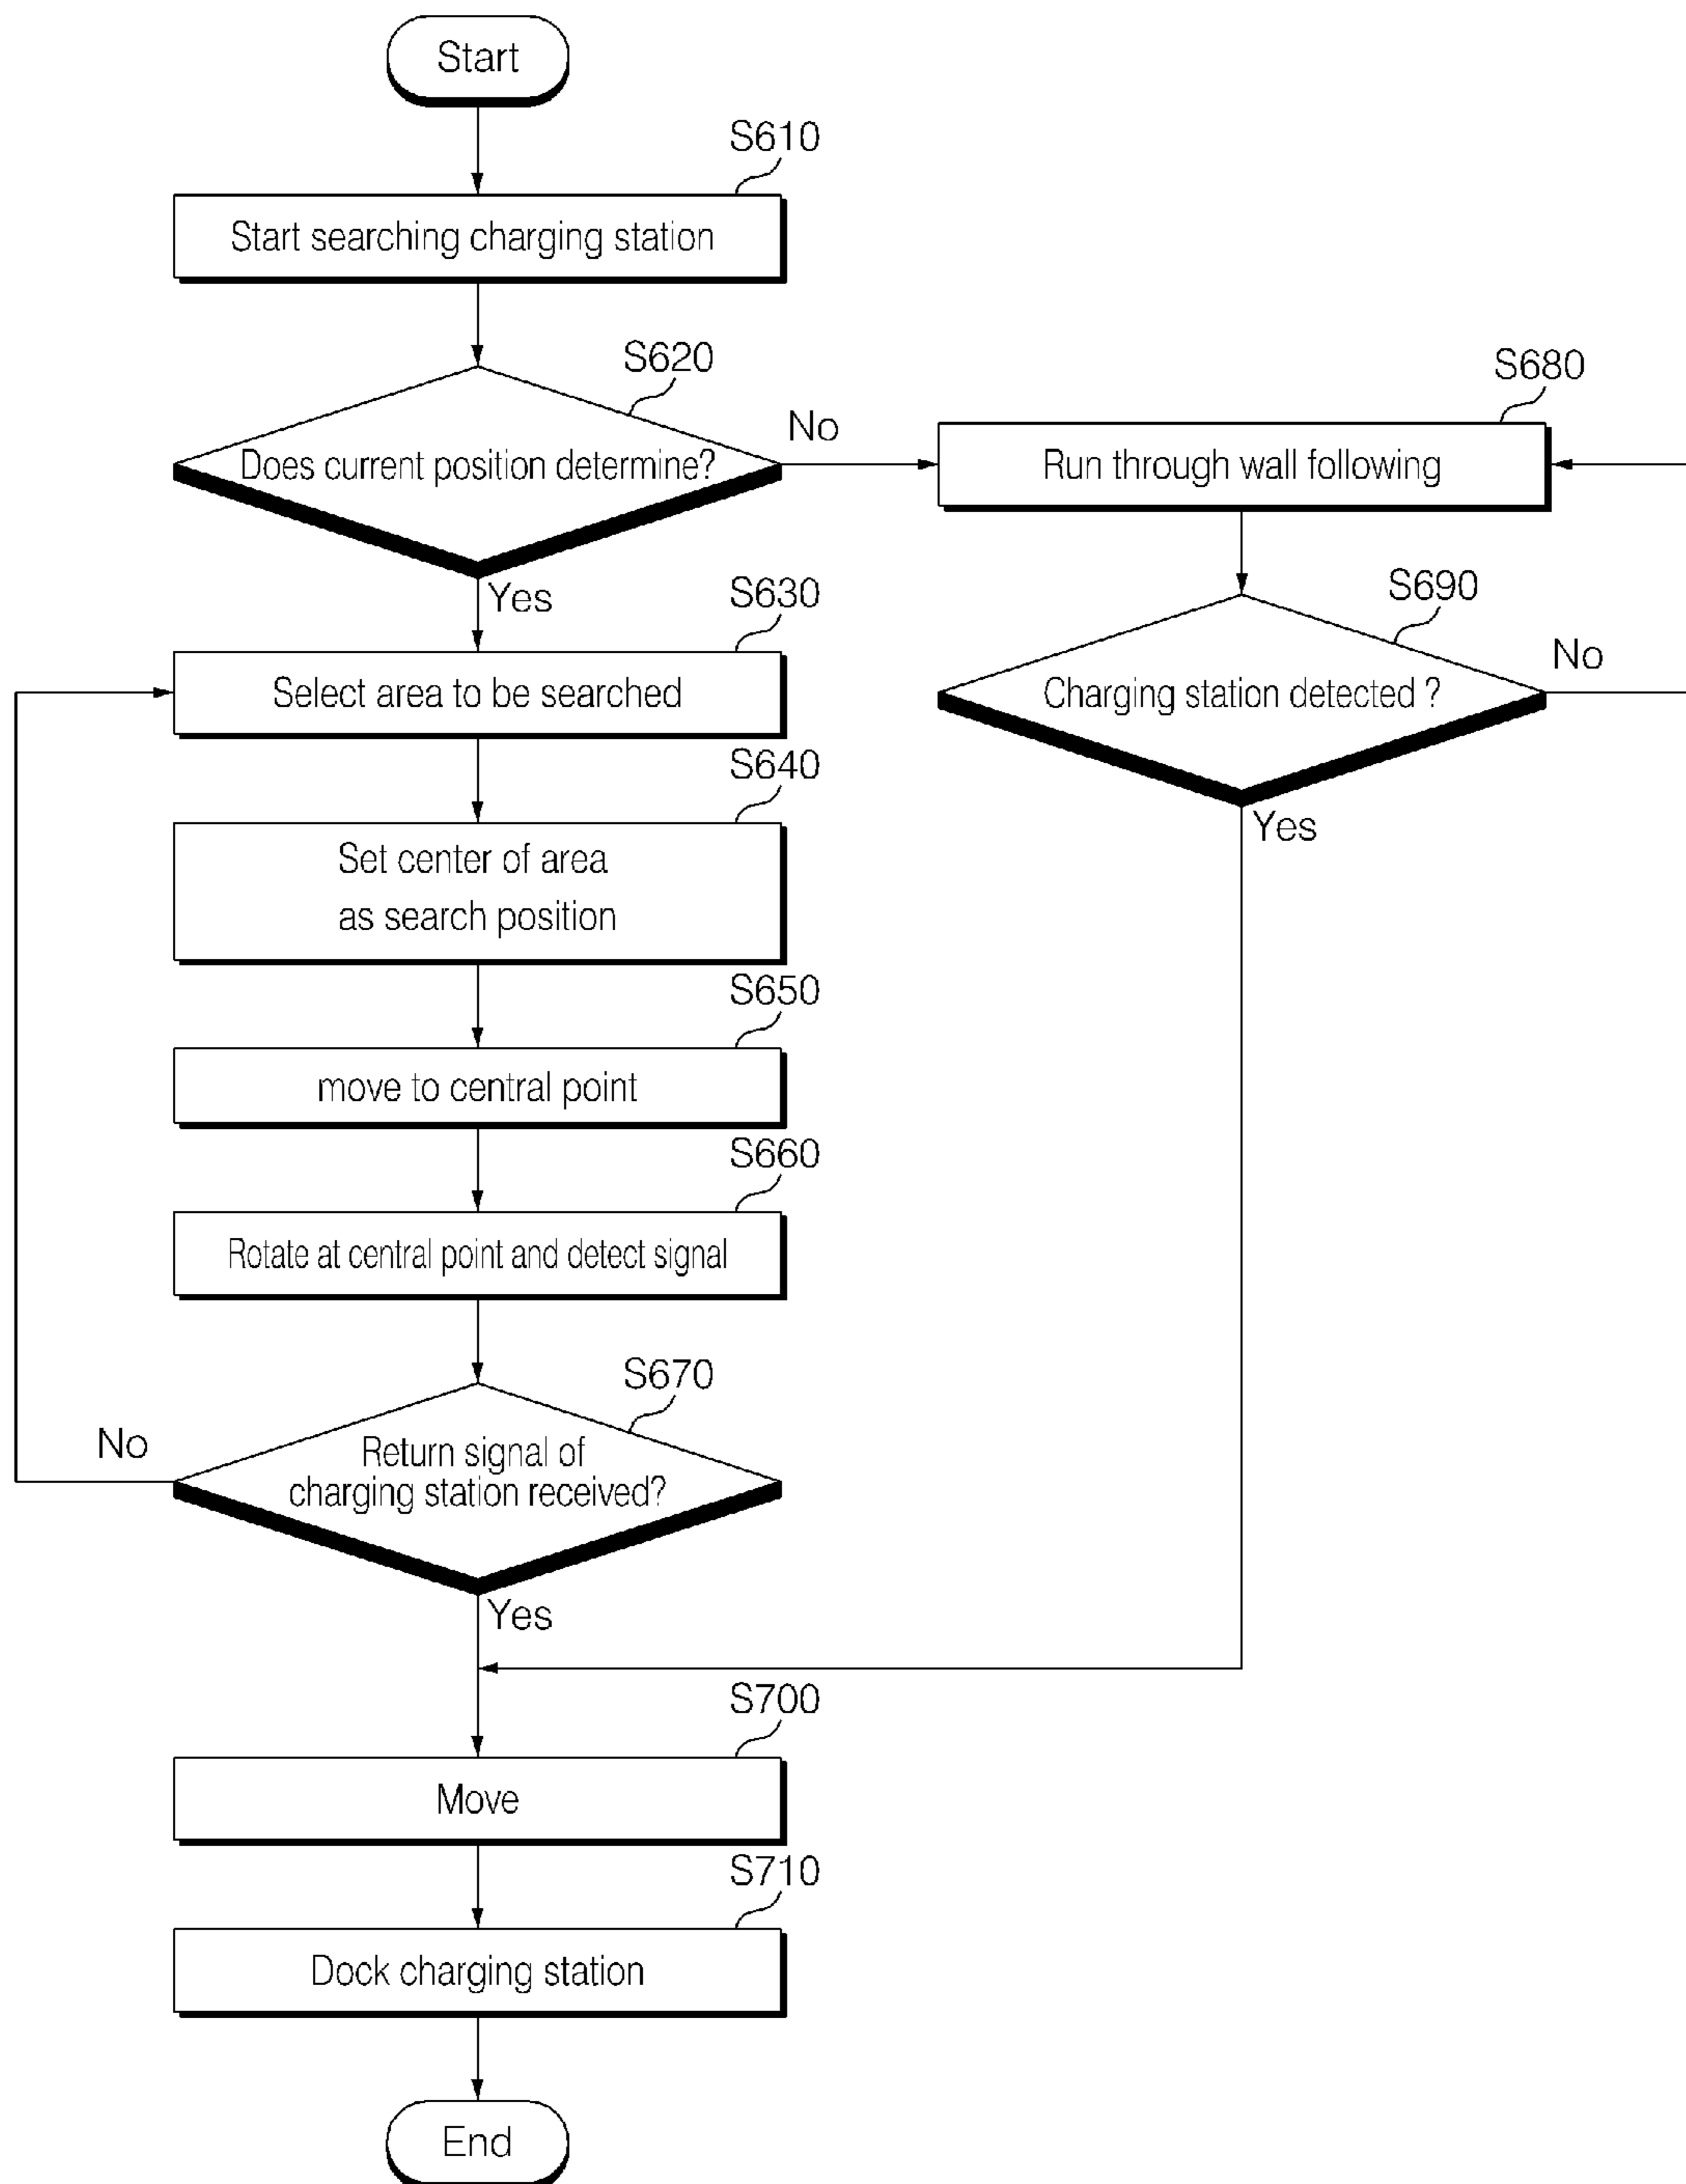 Start
S610
Start searching charging station
S620
Does current position determine?
No
Yes
S680
Run through wall following
S690
Charging station detected ?
No
Yes
S630
Select area to be searched
S640
Set center of area
as search position
S650
move to central point
S660
Rotate at central point and detect signal
S670
Return signal of
charging station received?
No
Yes
S700
Move
S710
Dock charging station
End